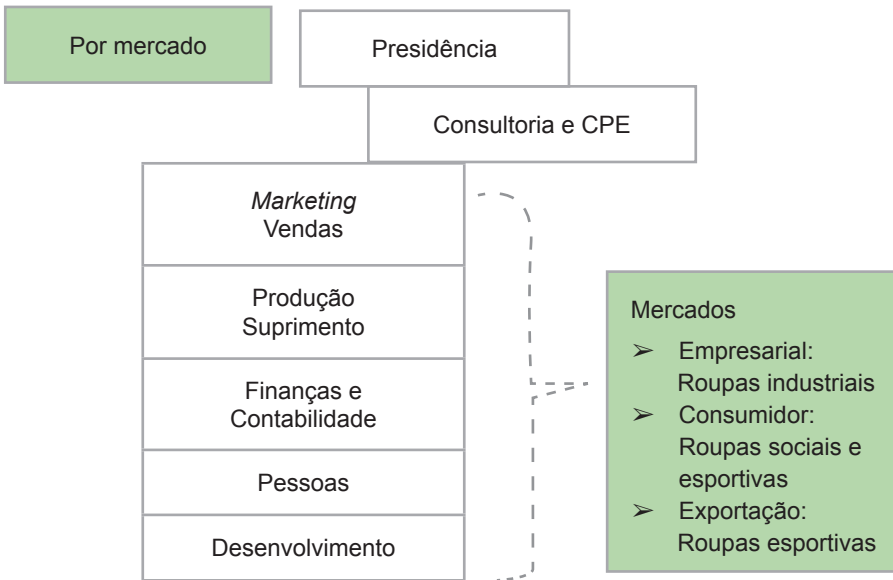 Por mercado
Presidência
Consultoria e CPE
Marketing
Vendas
Produção
Suprimento
Finanças e
Contabilidade
Pessoas
Desenvolvimento
Mercados
➢ Empresarial:
Roupas industriais
➢ Consumidor:
Roupas sociais e
esportivas
➢ Exportação:
Roupas esportivas